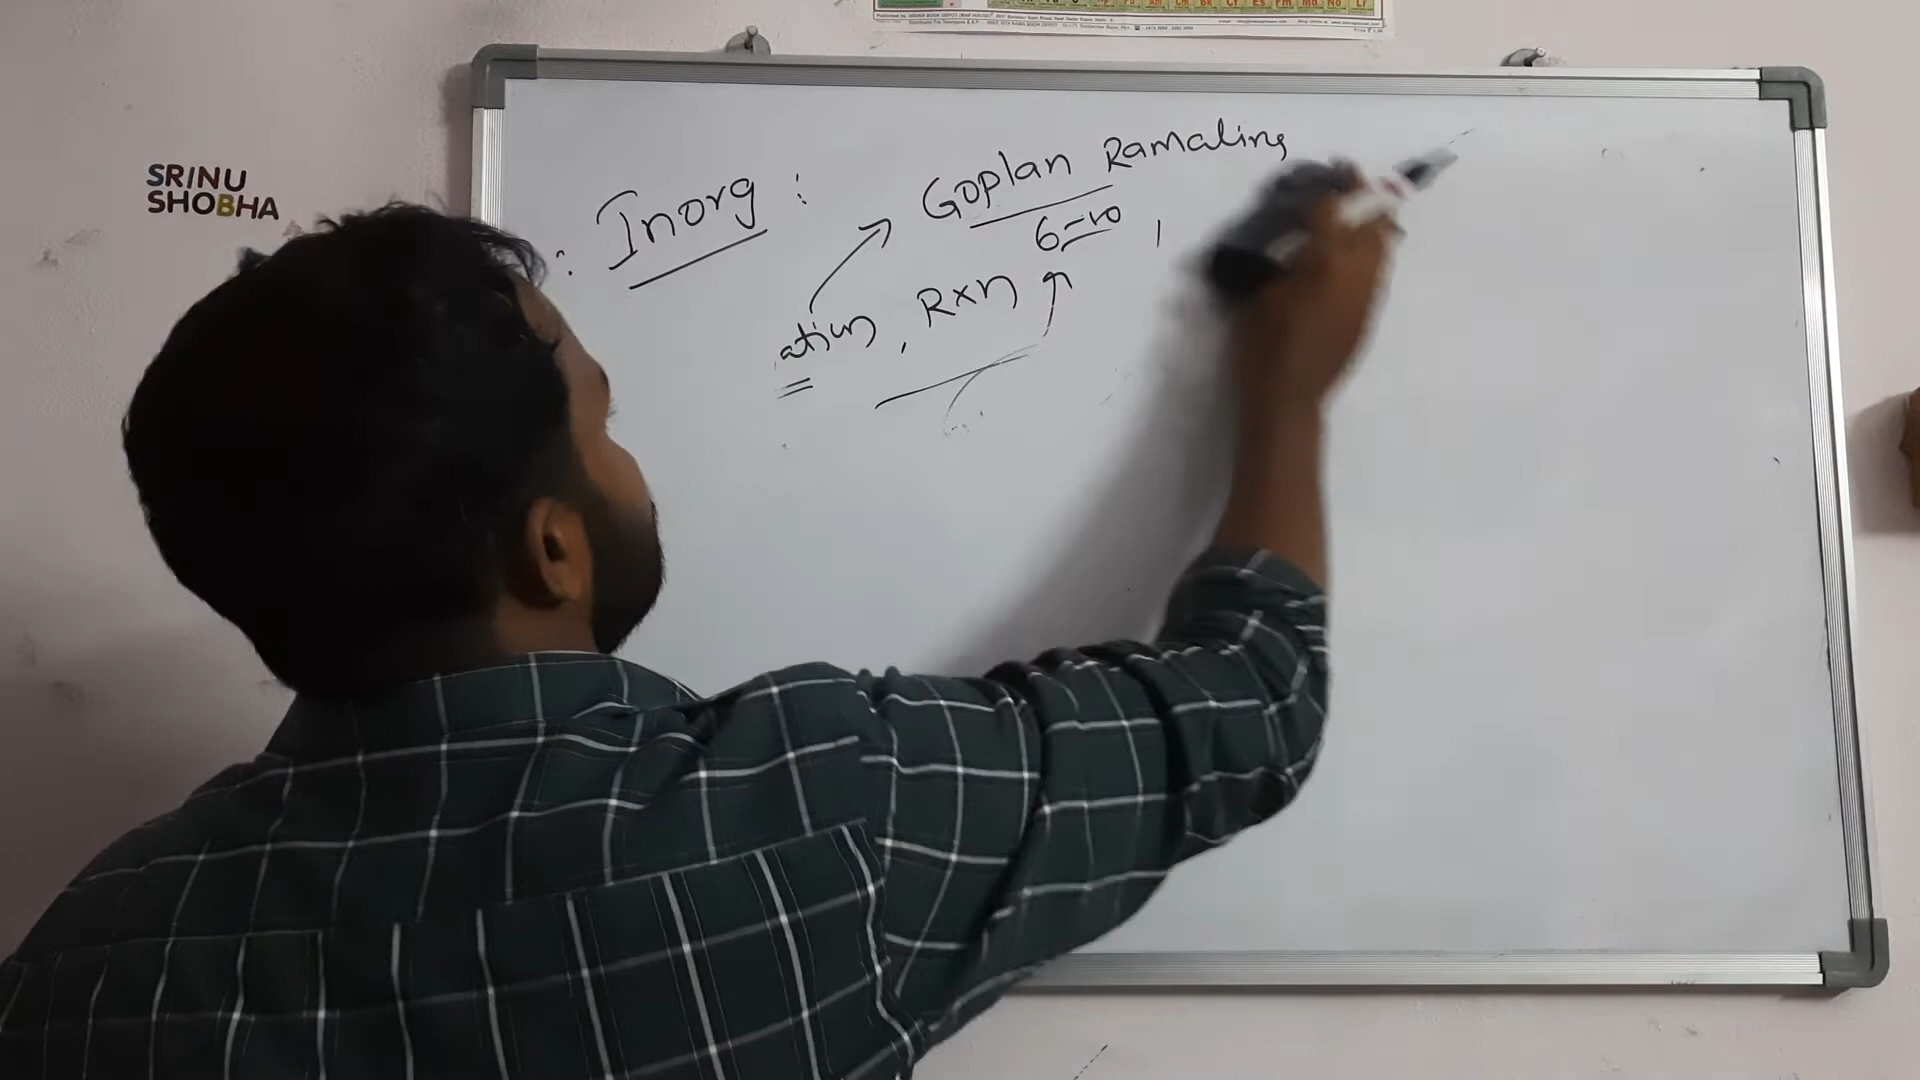 SRINU
SHOBHA
: Inorg :
Goplan Ramaling
6-10 ,
ation, Rxn